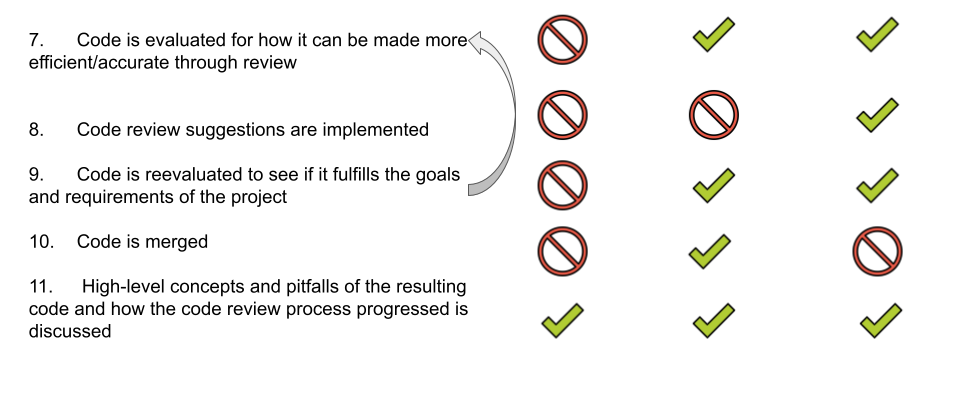 7. Code is evaluated for how it can be made more
efficient/accurate through review
8. Code review suggestions are implemented
9. Code is reevaluated to see if it fulfills the goals
and requirements of the project
10. Code is merged
11. High-level concepts and pitfalls of the resulting
code and how the code review process progressed is
discussed